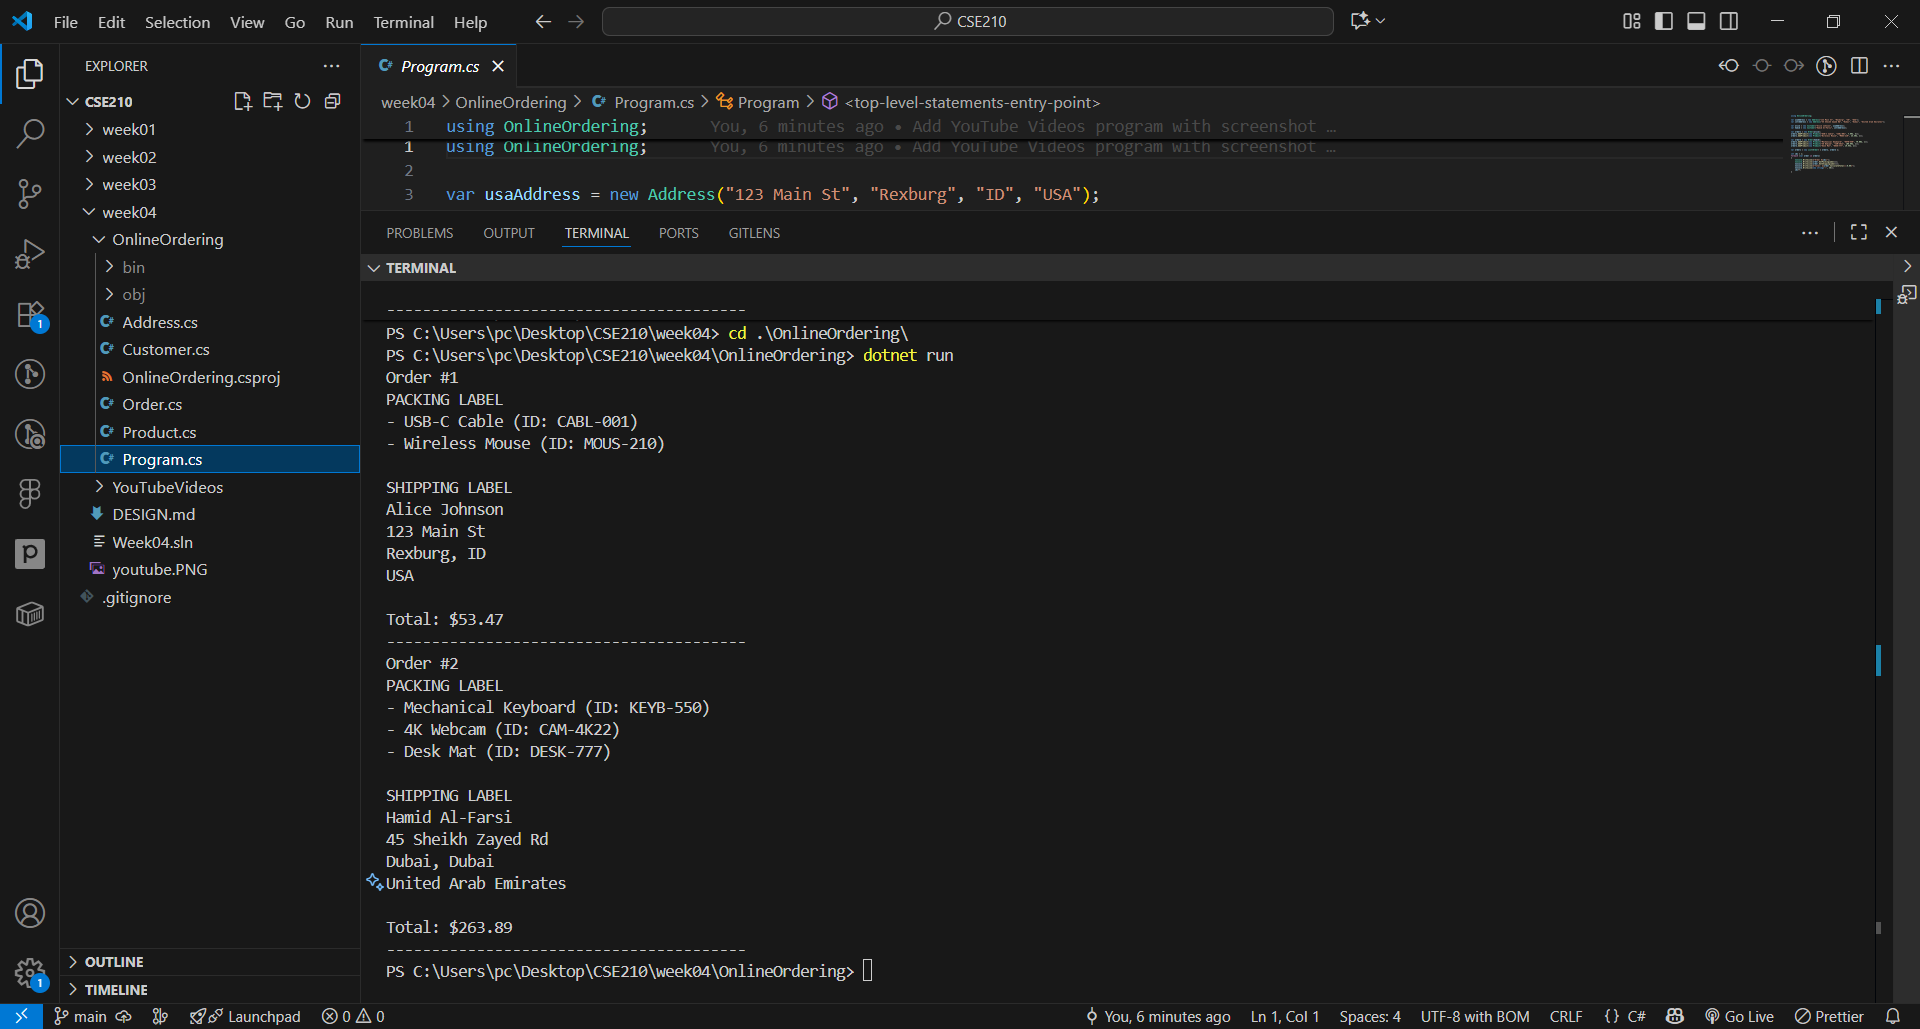 File Edit Selection View Go Run Terminal Help
CSE210
EXPLORER
CSE210
week01
week02
week03
week04
OnlineOrdering
bin
obj
Address.cs
Customer.cs
OnlineOrdering.csproj
Order.cs
Product.cs
Program.cs
YouTubeVideos
DESIGN.md
Week04.sln
youtube.PNG
.gitignore
OUTLINE
TIMELINE
1
1
P
Program.cs
week04 > OnlineOrdering > Program.cs > Program > <top-level-statements-entry-point>
1 using OnlineOrdering; You, 6 minutes ago • Add YouTube Videos program with screenshot …
1 using OnlineOrdering; You, 6 minutes ago • Add YouTube Videos program with screenshot …
2
3 var usaAddress = new Address("123 Main St", "Rexburg", "ID", "USA");
PROBLEMS OUTPUT TERMINAL PORTS GITLENS
TERMINAL
----------------------------------------
PS C:\Users\pc\Desktop\CSE210\week04> cd .\OnlineOrdering\
PS C:\Users\pc\Desktop\CSE210\week04\OnlineOrdering> dotnet run
Order #1
PACKING LABEL
- USB-C Cable (ID: CABL-001)
- Wireless Mouse (ID: MOUS-210)
SHIPPING LABEL
Alice Johnson
123 Main St
Rexburg, ID
USA
Total: $53.47
----------------------------------------
Order #2
PACKING LABEL
- Mechanical Keyboard (ID: KEYB-550)
- 4K Webcam (ID: CAM-4K22)
- Desk Mat (ID: DESK-777)
SHIPPING LABEL
Hamid Al-Farsi
45 Sheikh Zayed Rd
Dubai, Dubai
United Arab Emirates
Total: $263.89
----------------------------------------
PS C:\Users\pc\Desktop\CSE210\week04\OnlineOrdering>
main Launchpad 0 0 You, 6 minutes ago Ln 1, Col 1 Spaces: 4 UTF-8 with BOM CRLF {} C# Go Live Prettier